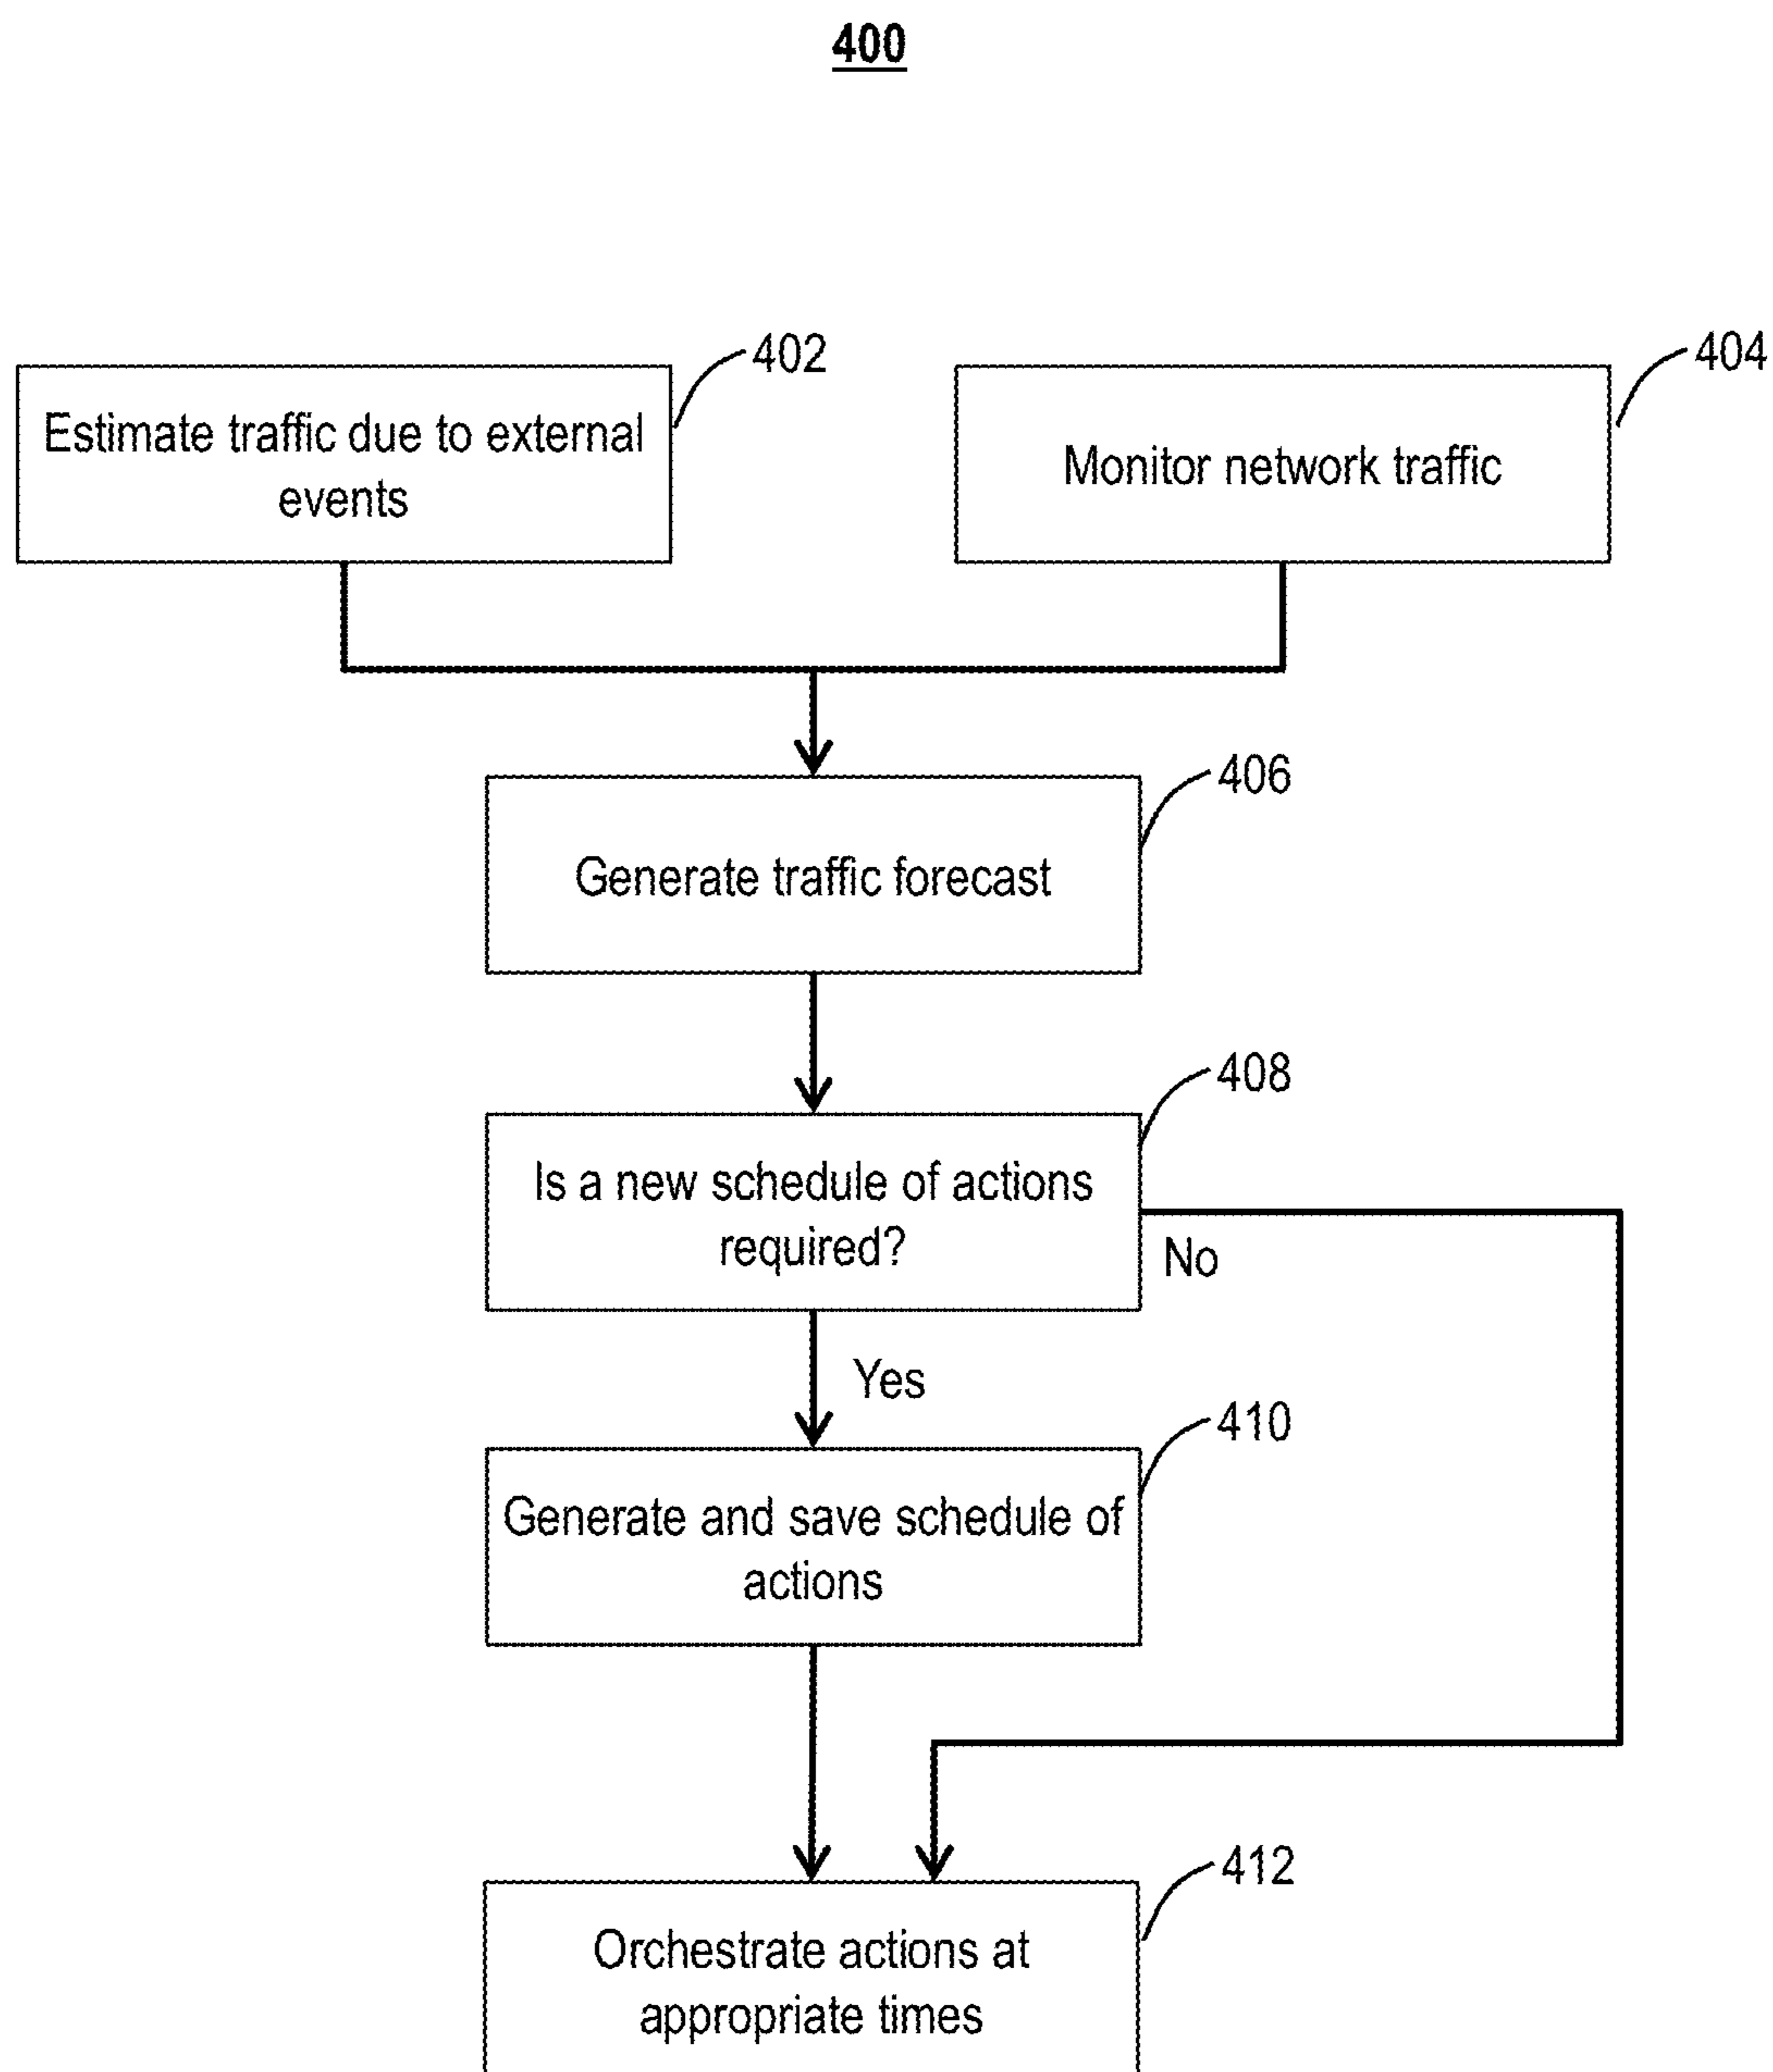 400
402
Estimate traffic due to external
events
404
Monitor network traffic
406
Generate traffic forecast
408
Is a new schedule of actions
required?
No
Yes
410
Generate and save schedule of
actions
412
Orchestrate actions at
appropriate times